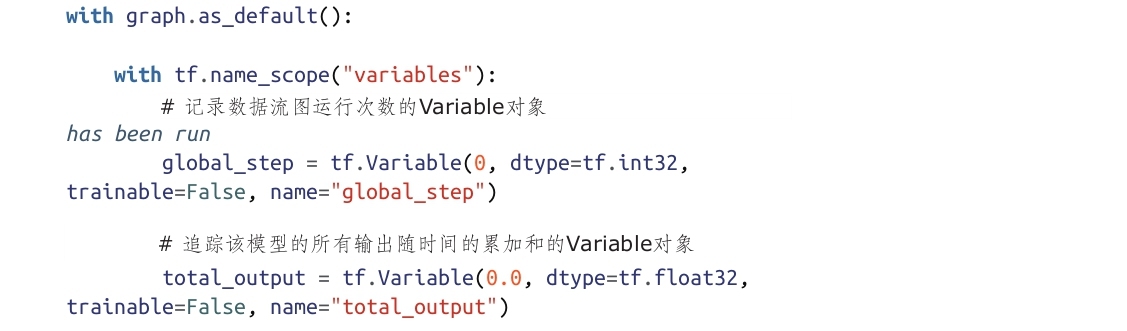 with graph.as_default():
with tf.name_scope("variables"):
# 记录数据流图运行次数的Variable对象
has been run
global_step = tf.Variable(0, dtype=tf.int32,
trainable=False, name="global_step")
# 追踪该模型的所有输出随时间的累加和的Variable对象
total_output = tf.Variable(0.0, dtype=tf.float32,
trainable=False, name="total_output")